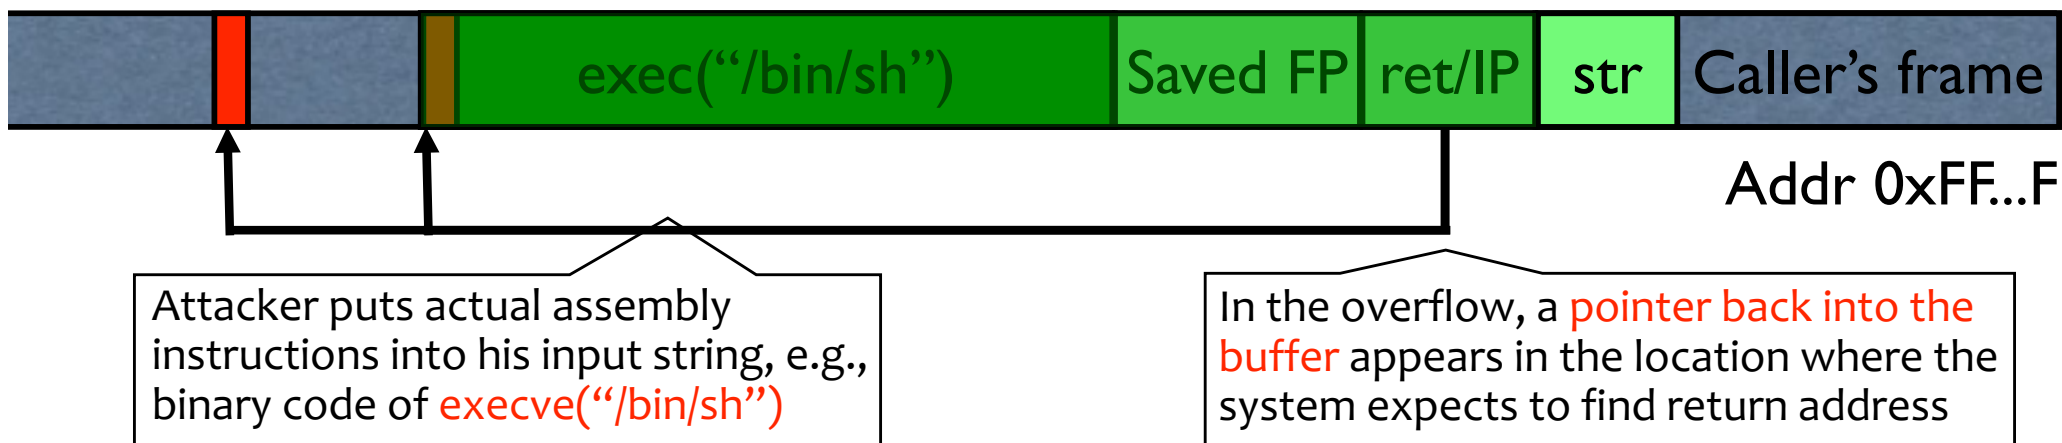 exec(“/bin/sh”) Saved FP ret/IP str Caller’s frame
Addr 0xFF...F
Attacker puts actual assembly
instructions into his input string, e.g.,
binary code of execve(“/bin/sh”)
In the overflow, a pointer back into the
buffer appears in the location where the
system expects to find return address